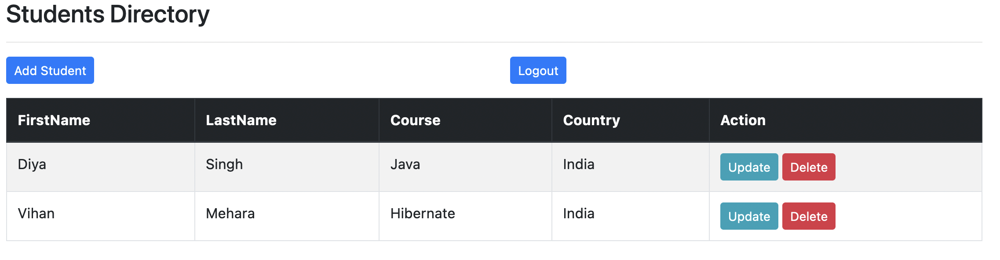 Students Directory
Add Student Logout
FirstName LastName Course Country Action
Diya Singh Java India Update Delete
Vihan Mehara Hibernate India Update Delete